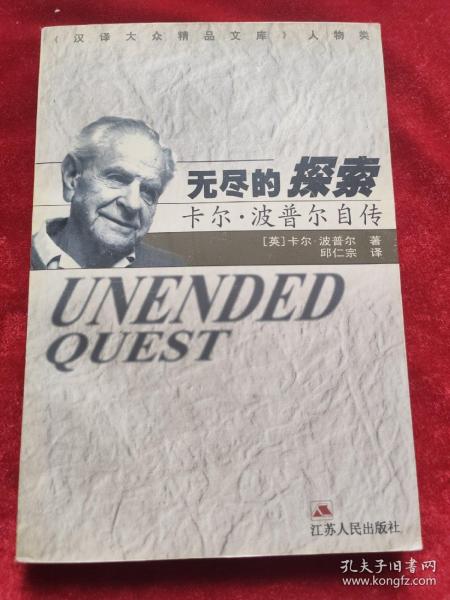 《汉译大众精品文库》人物类
无尽的探索
卡尔·波普尔自传
[英]卡尔·波普尔 著
邱仁宗 译
UNENDED
QUEST
江苏人民出版社
孔夫子旧书网
www.kongfz.com